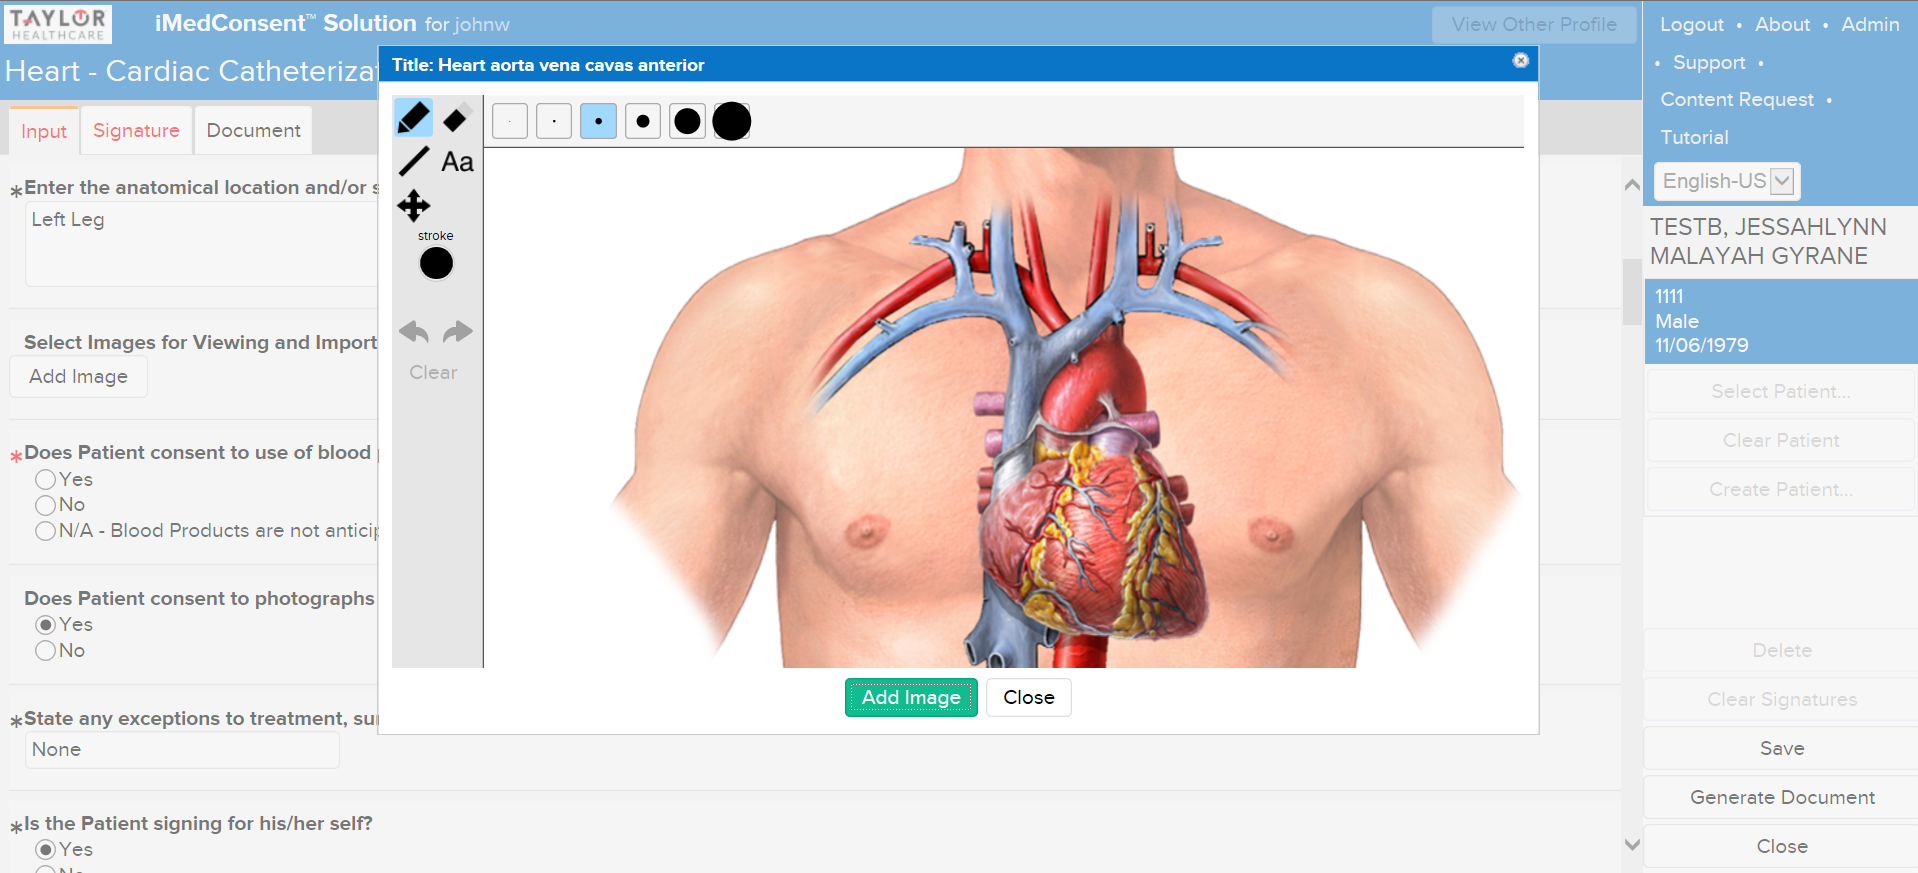 TAYLOR
HEALTHCARE
iMedConsent™ Solution for johnw
View Other Profile
Logout • About • Admin
• Support •
Content Request •
Tutorial
English-US
Heart - Cardiac Catheteriza
Input
Signature
Document
Title: Heart aorta vena cavas anterior
Aa
stroke
Clear
Add Image
Close
*Enter the anatomical location and/or s
Left Leg
Select Images for Viewing and Import
Add Image
*Does Patient consent to use of blood
Yes
No
N/A - Blood Products are not antici
Does Patient consent to photographs
Yes
No
*State any exceptions to treatment, su
None
*Is the Patient signing for his/her self?
Yes
TESTB, JESSAHLYNN
MALAYAH GYRANE
1111
Male
11/06/1979
Select Patient...
Clear Patient
Create Patient...
Delete
Clear Signatures
Save
Generate Document
Close